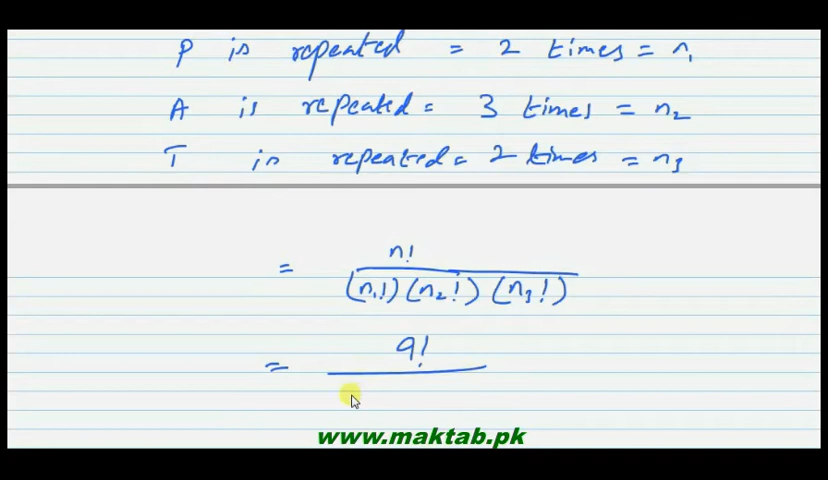 P is repeated = 2 times = n₁
A is repeated = 3 times = n₂
T is repeated = 2 times = n₃
= n! / (n₁!) (n₂!) (n₃!)
= 9!
www.maktab.pk